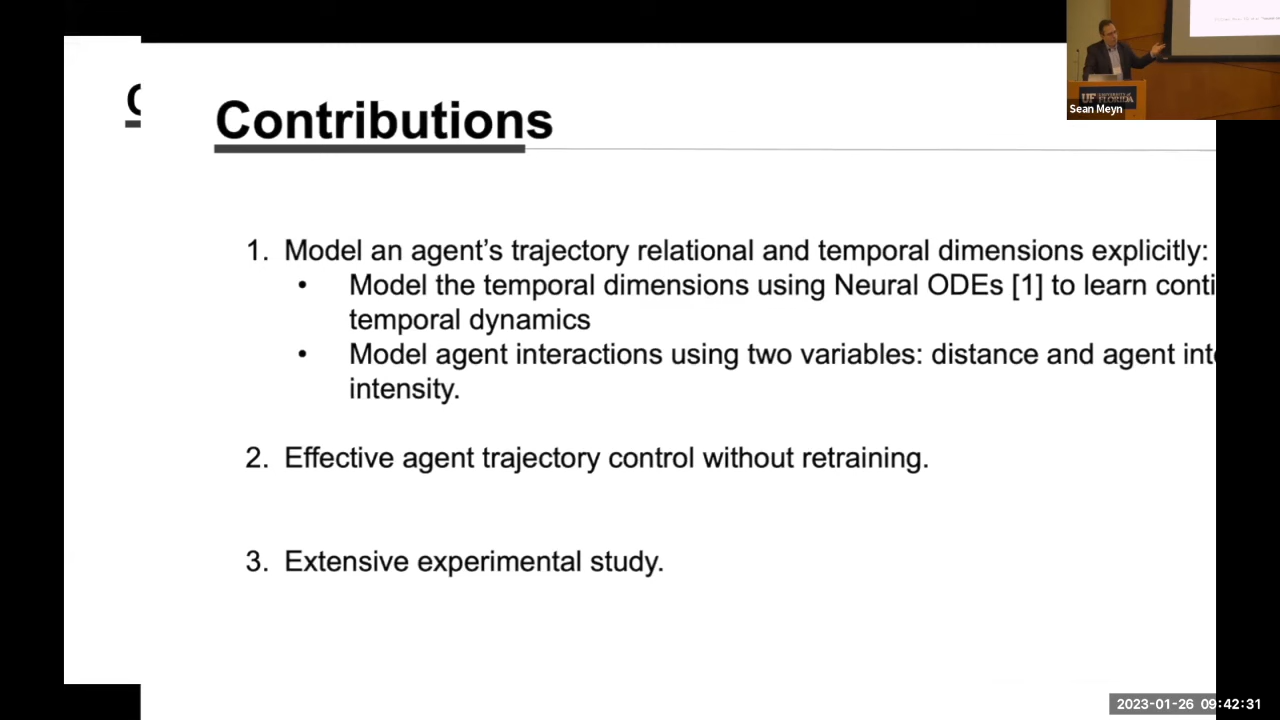 Contributions
1. Model an agent’s trajectory relational and temporal dimensions explicitly:
• Model the temporal dimensions using Neural ODEs [1] to learn conti
temporal dynamics
• Model agent interactions using two variables: distance and agent int
intensity.
2. Effective agent trajectory control without retraining.
3. Extensive experimental study.
UF FLORIDA
Sean Meyn
2023-01-26 09:42:31